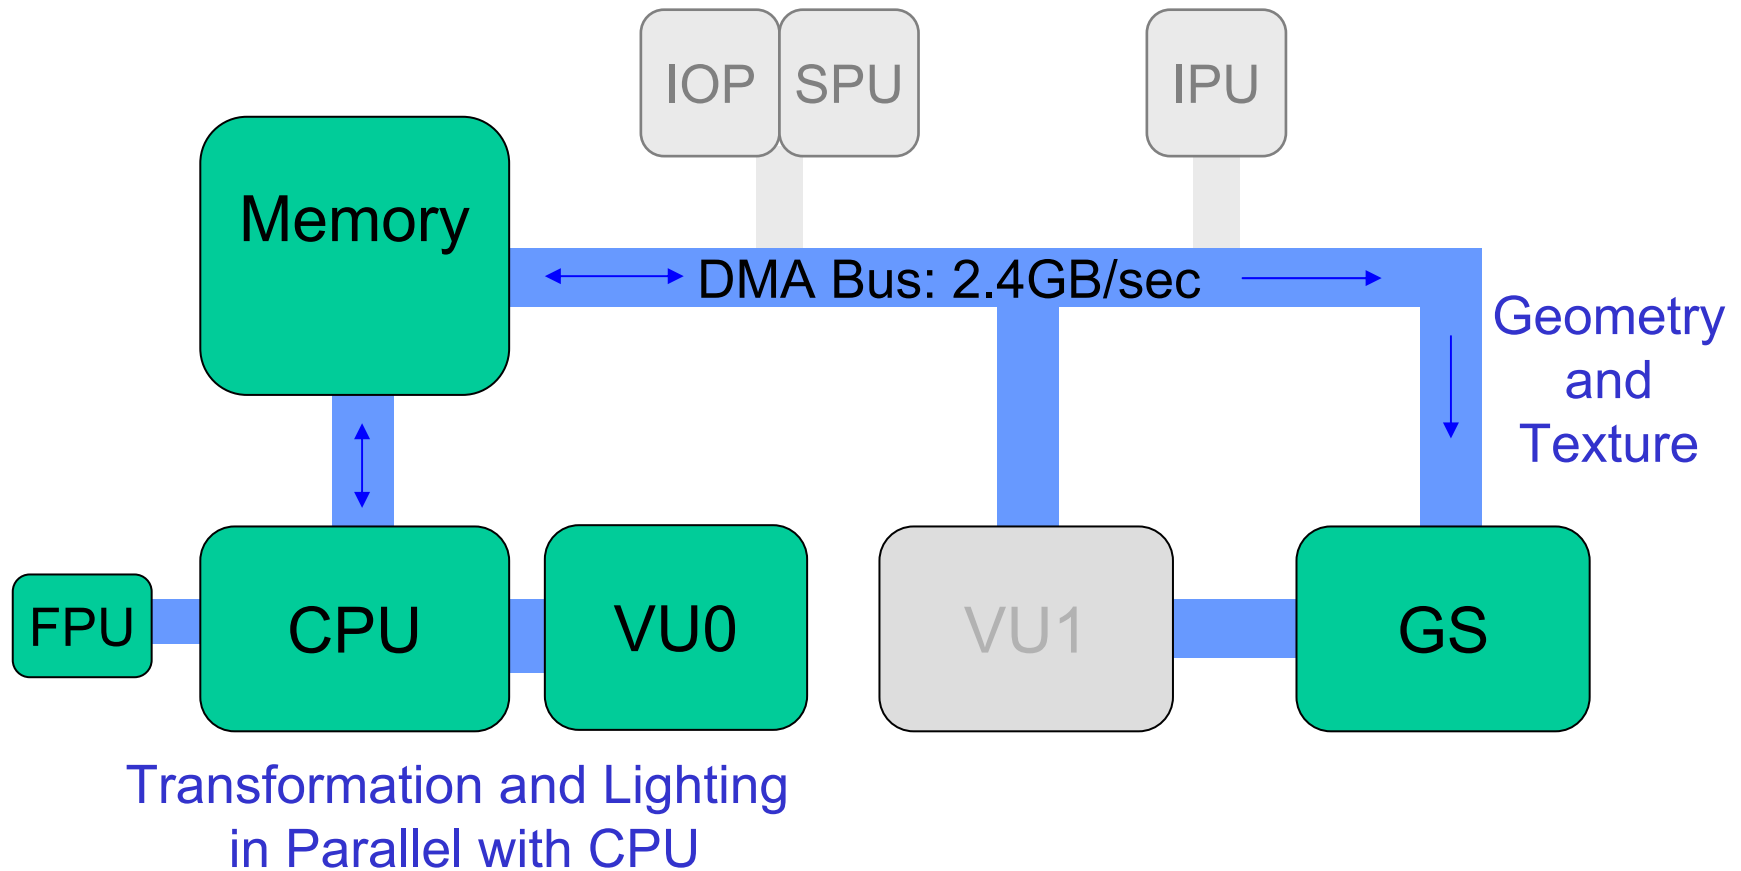 IOP
SPU
IPU
Memory
DMA Bus: 2.4GB/sec
Geometry
and
Texture
FPU
CPU
VU0
VU1
GS
Transformation and Lighting
in Parallel with CPU